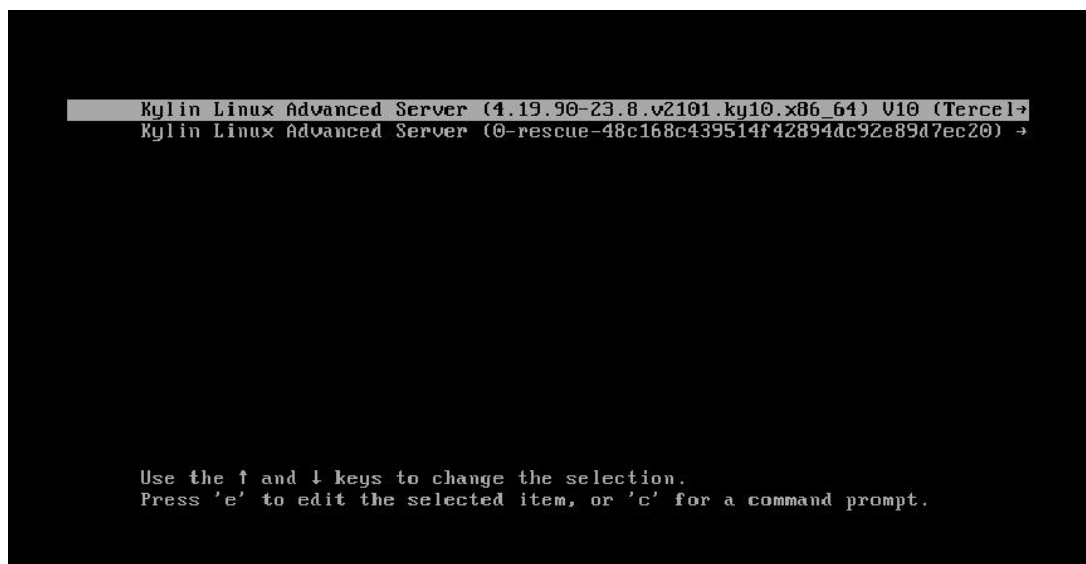 Kylin Linux Advanced Server (4.19.90-23.8.v2101.ky10.x86_64) V10 (Tercel→
Kylin Linux Advanced Server (0-rescue-48c168c439514f42894dc92e89d7ec20) →
Use the ↑ and ↓ keys to change the selection.
Press 'e' to edit the selected item, or 'c' for a command prompt.